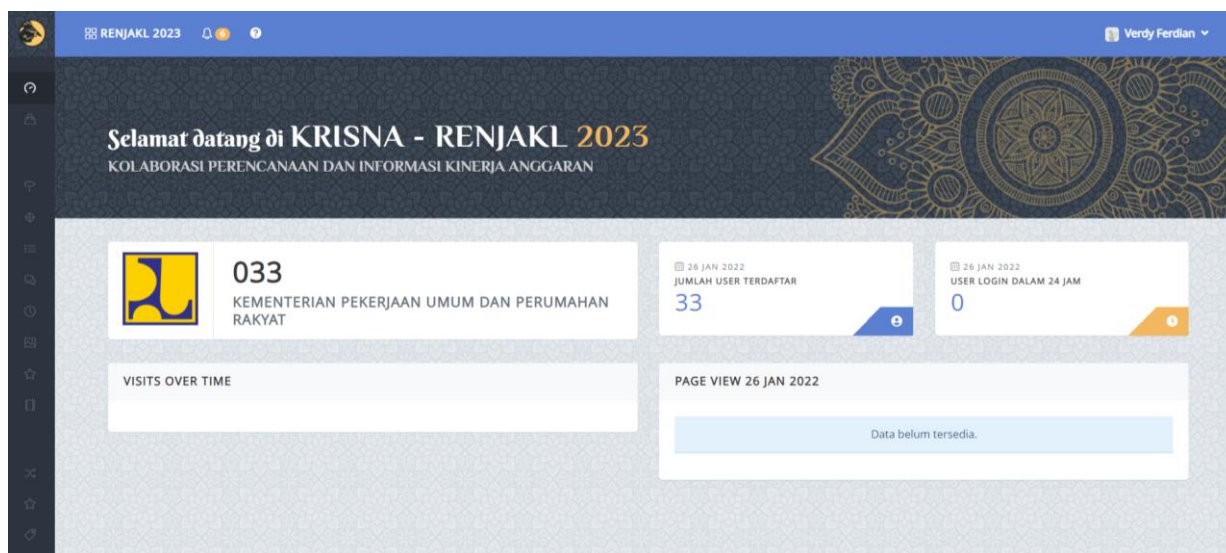 RENJAKL 2023
6
Verdy Ferdian
Selamat datang di KRISNA - RENJAKL 2023
KOLABORASI PERENCANAAN DAN INFORMASI KINERJA ANGGARAN
033
KEMENTERIAN PEKERJAAN UMUM DAN PERUMAHAN
RAKYAT
26 JAN 2022
JUMLAH USER TERDAFTAR
33
26 JAN 2022
USER LOGIN DALAM 24 JAM
0
VISITS OVER TIME
PAGE VIEW 26 JAN 2022
Data belum tersedia.